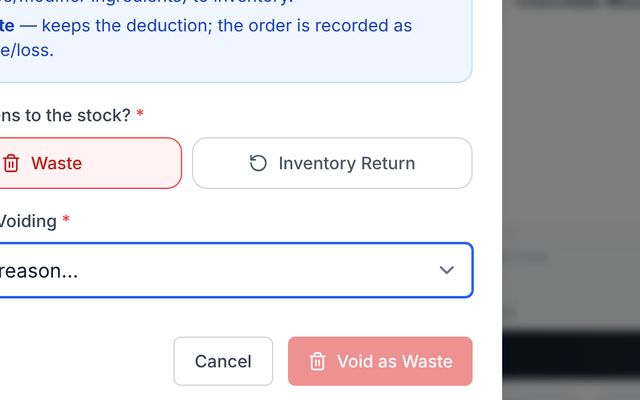 te — keeps the deduction; the order is recorded as
e/loss.
ens to the stock? *
Waste
Inventory Return
Voiding *
reason...
Cancel
Void as Waste